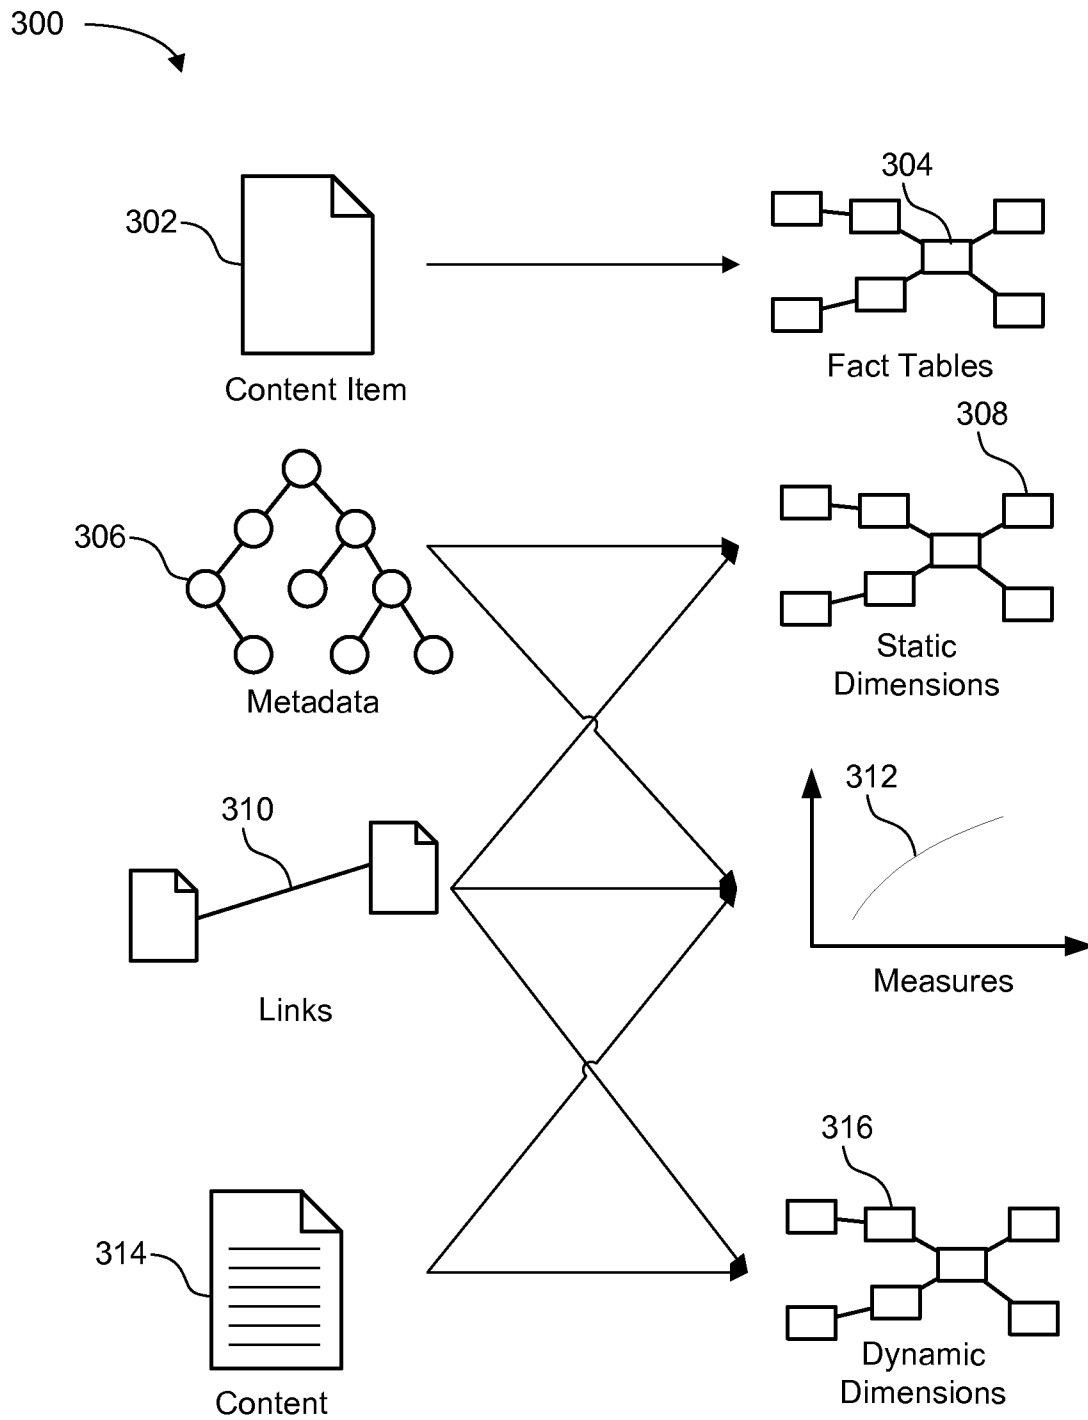 300
302
304
Content Item
Fact Tables
306
308
Metadata
Static
Dimensions
310
312
Links
Measures
314
316
Content
Dynamic
Dimensions